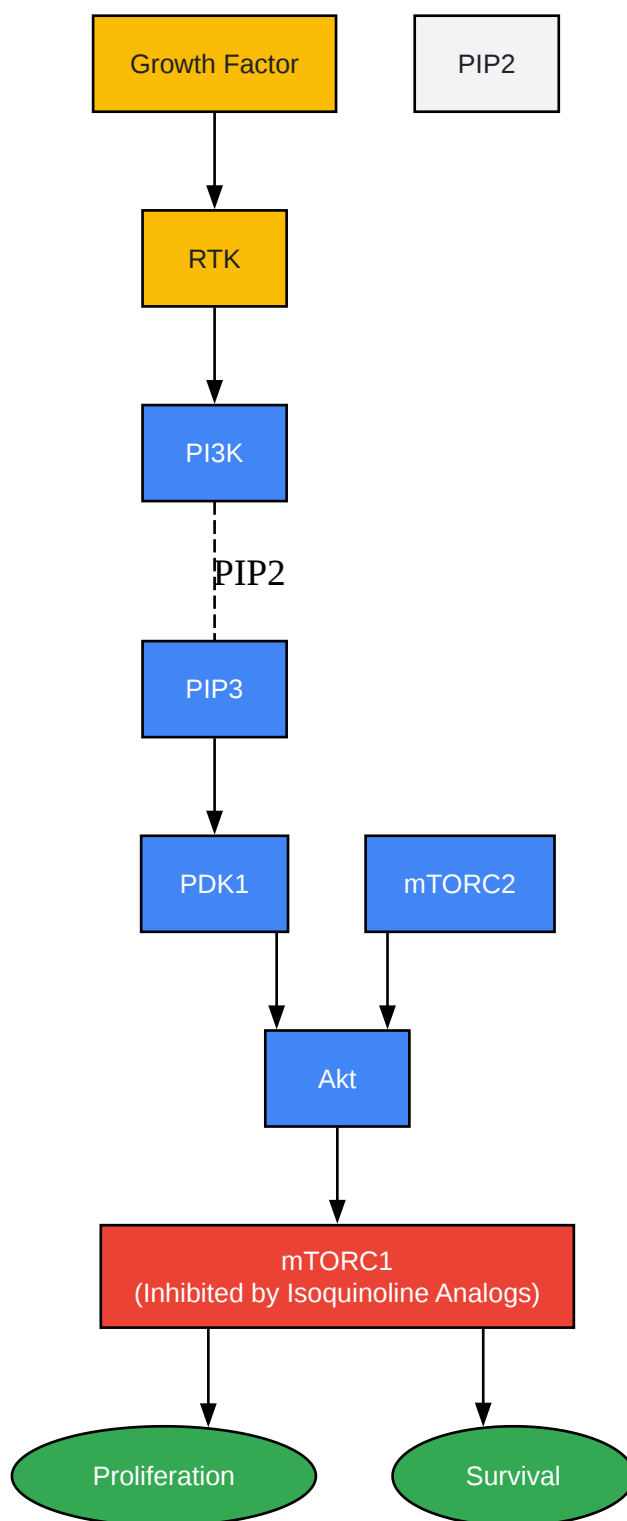 Growth Factor
PIP2
RTK
PI3K
PIP2
PIP3
PDK1
mTORC2
Akt
mTORC1
(Inhibited by Isoquinoline Analogs)
Proliferation
Survival